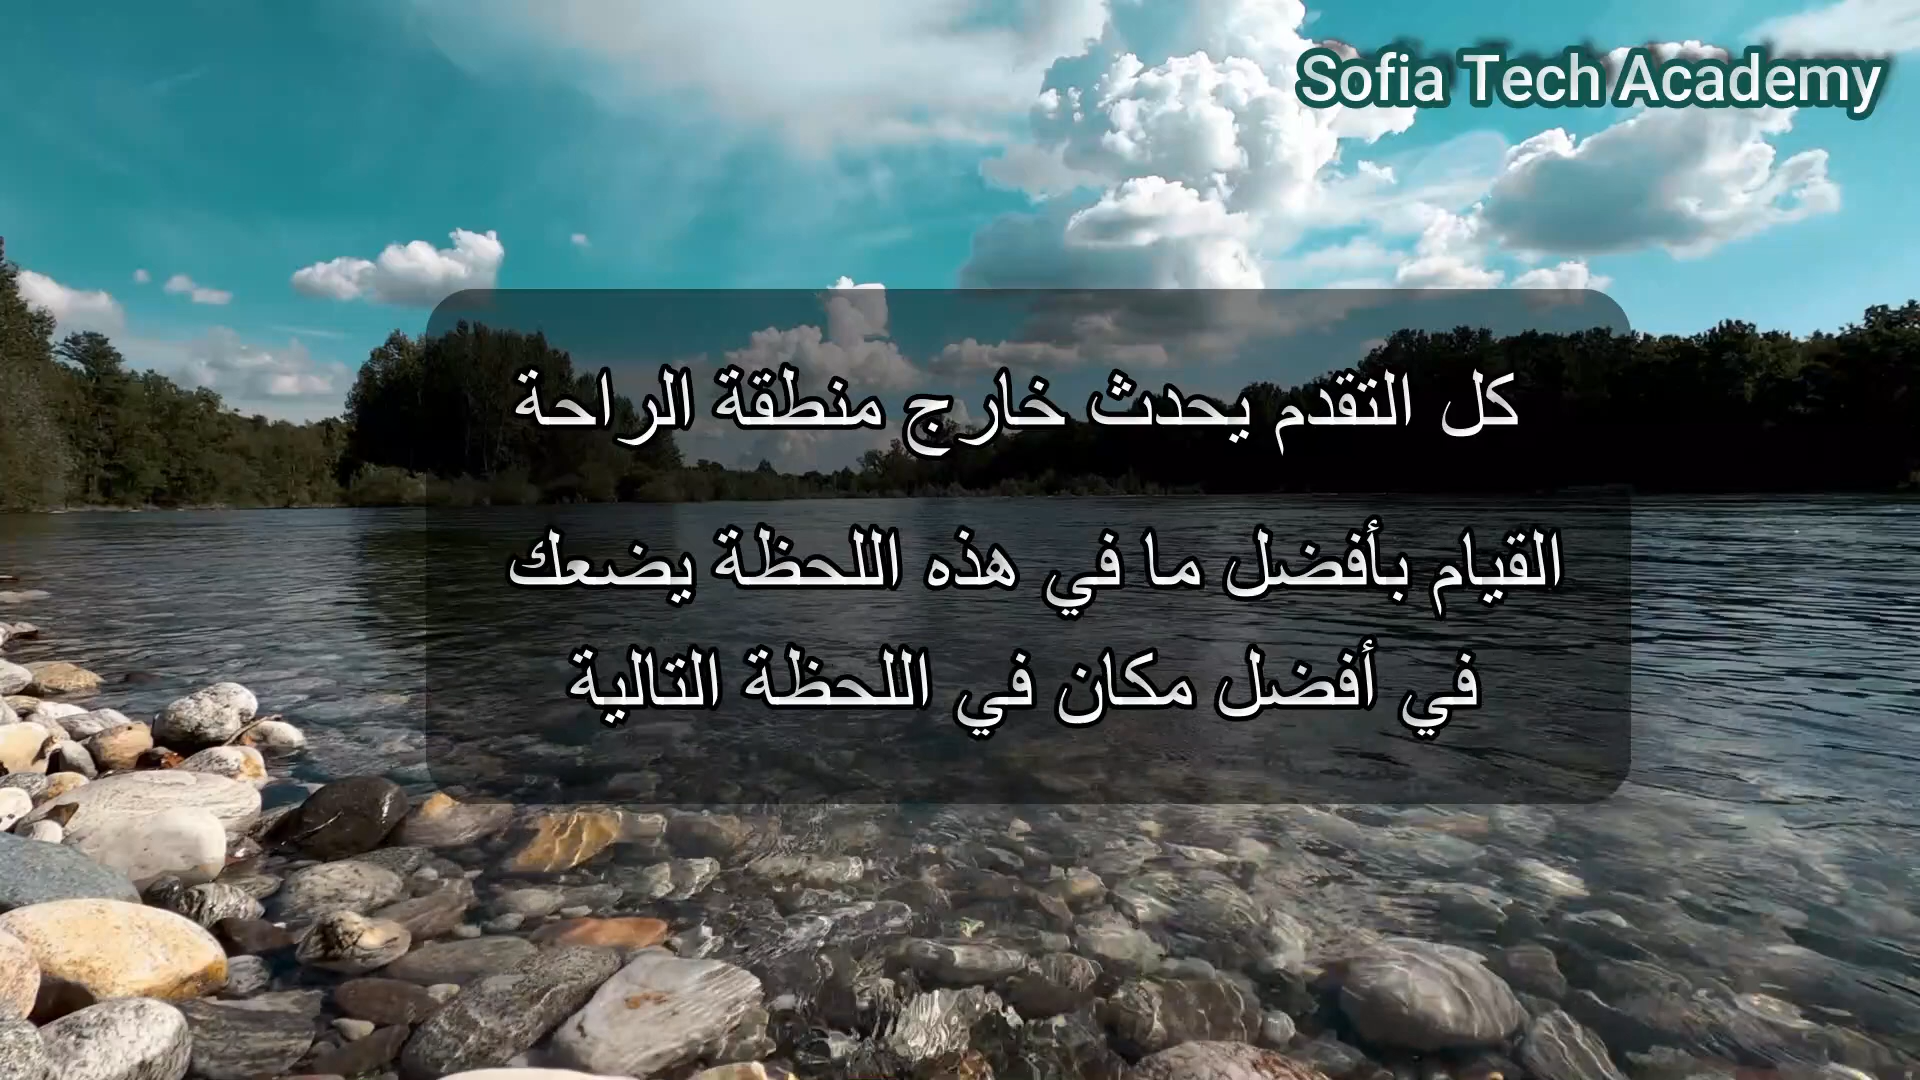 Sofia Tech Academy
كل التقدم يحدث خارج منطقة الراحة
القيام بأفضل ما في هذه اللحظة يضعك
في أفضل مكان في اللحظة التالية